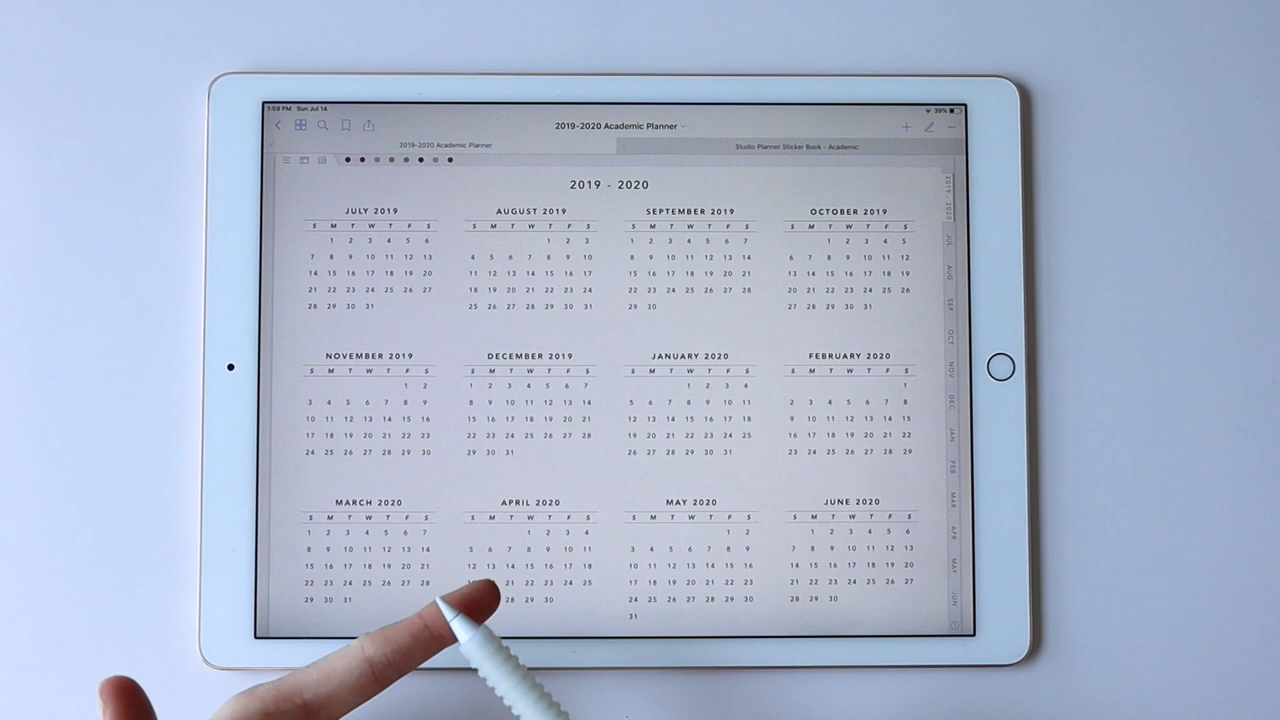 1:59 PM Sun Jul 14 39%
2019-2020 Academic Planner
2019-2020 Academic Planner Studio Planner Sticker Book - Academic
2019 - 2020
JULY 2019 AUGUST 2019 SEPTEMBER 2019 OCTOBER 2019
S M T W T F S S M T W T F S S M T W T F S S M T W T F S
1 2 3 4 5 6 1 2 3 1 2 3 4 5 6 7 1 2 3 4 5
7 8 9 10 11 12 13 4 5 6 7 8 9 10 8 9 10 11 12 13 14 6 7 8 9 10 11 12
14 15 16 17 18 19 20 11 12 13 14 15 16 17 15 16 17 18 19 20 21 13 14 15 16 17 18 19
21 22 23 24 25 26 27 18 19 20 21 22 23 24 22 23 24 25 26 27 28 20 21 22 23 24 25 26
28 29 30 31 25 26 27 28 29 30 31 29 30 27 28 29 30 31
NOVEMBER 2019 DECEMBER 2019 JANUARY 2020 FEBRUARY 2020
S M T W T F S S M T W T F S S M T W T F S S M T W T F S
1 2 1 2 3 4 5 6 7 1 2 3 4 1
3 4 5 6 7 8 9 8 9 10 11 12 13 14 5 6 7 8 9 10 11 2 3 4 5 6 7 8
10 11 12 13 14 15 16 15 16 17 18 19 20 21 12 13 14 15 16 17 18 9 10 11 12 13 14 15
17 18 19 20 21 22 23 22 23 24 25 26 27 28 19 20 21 22 23 24 25 16 17 18 19 20 21 22
24 25 26 27 28 29 30 29 30 31 26 27 28 29 30 31 23 24 25 26 27 28 29
MARCH 2020 APRIL 2020 MAY 2020 JUNE 2020
S M T W T F S S M T W T F S S M T W T F S S M T W T F S
1 2 3 4 5 6 7 1 2 3 4 1 2 1 2 3 4 5 6
8 9 10 11 12 13 14 5 6 7 8 9 10 11 3 4 5 6 7 8 9 7 8 9 10 11 12 13
15 16 17 18 19 20 21 12 13 14 15 16 17 18 10 11 12 13 14 15 16 14 15 16 17 18 19 20
22 23 24 25 26 27 28 21 22 23 24 25 17 18 19 20 21 22 23 21 22 23 24 25 26 27
29 30 31 28 29 30 24 25 26 27 28 29 30 28 29 30
31
2019 - 2020
JUL
AUG
SEP
OCT
NOV
DEC
JAN
FEB
MAR
APR
MAY
JUN